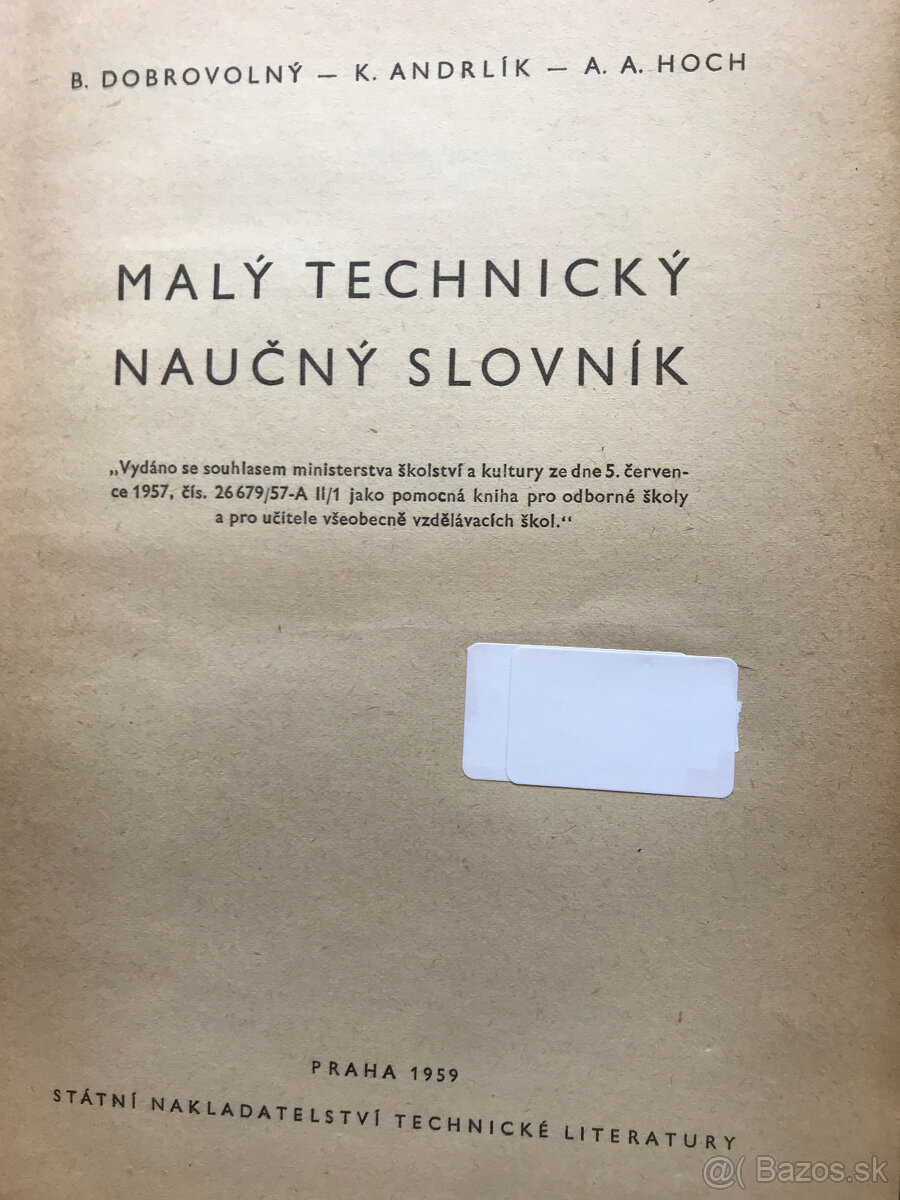 B. DOBROVOLNÝ — K. ANDRLÍK — A. A. HOCH
MALÝ TECHNICKÝ
NAUČNÝ SLOVNÍK
„Vydáno se souhlasem ministerstva školství a kultury ze dne 5. červen-
ce 1957, čís. 26 679/57-A II/1 jako pomocná kniha pro odborné školy
a pro učitele všeobecně vzdělávacích škol.“
PRAHA 1959
STÁTNÍ NAKLADATELSTVÍ TECHNICKÉ LITERATURY
@( Bazos.sk